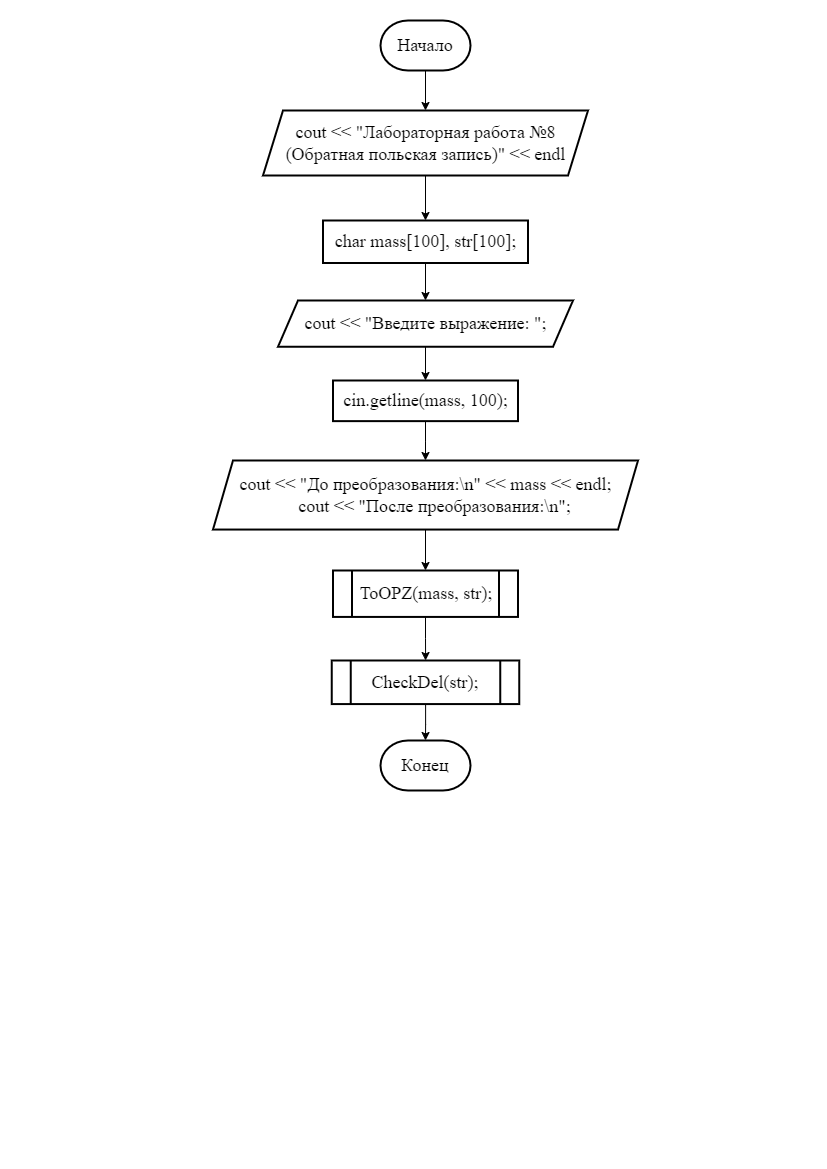 Начало
cout << "Лабораторная работа №8
(Обратная польская запись)" << endl
char mass[100], str[100];
cout << "Введите выражение: ";
cin.getline(mass, 100);
cout << "До преобразования:\n" << mass << endl;
cout << "После преобразования:\n";
ToOPZ(mass, str);
CheckDel(str);
Конец